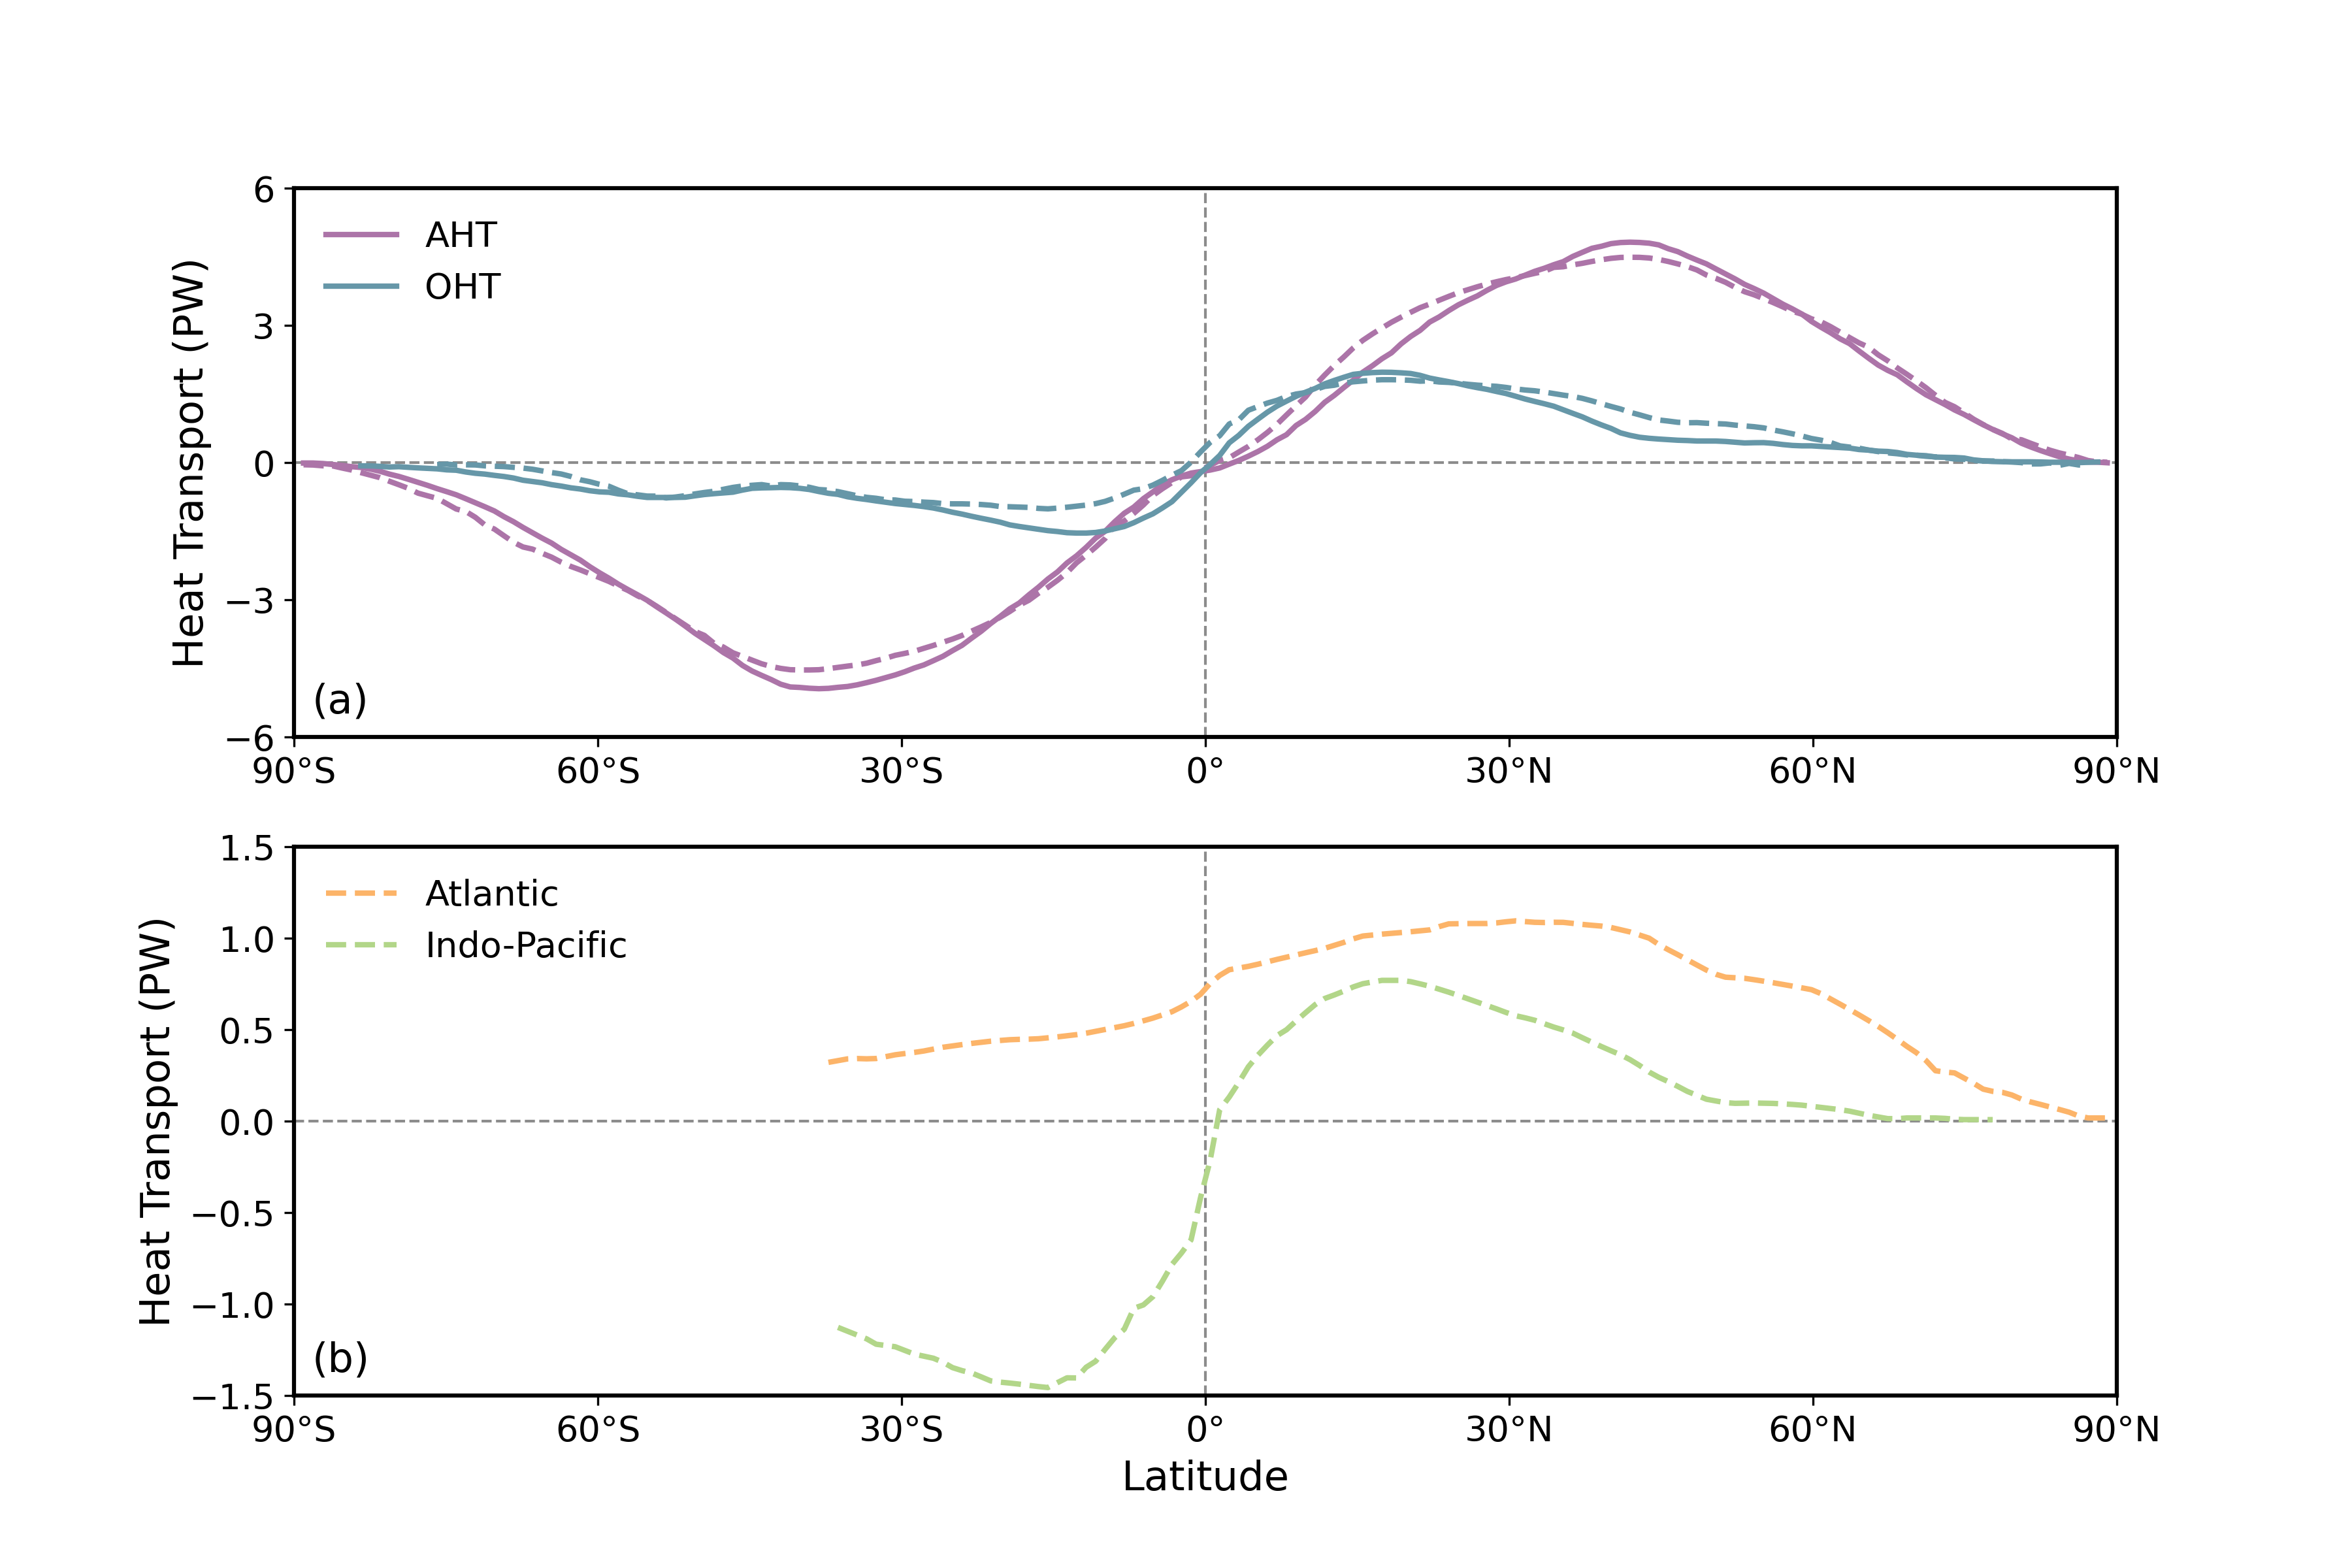 6
AHT
OHT
3
0
−3
−6
Heat Transport (PW)
(a)
90°S 60°S 30°S 0° 30°N 60°N 90°N
1.5
Atlantic
Indo-Pacific
1.0
0.5
0.0
−0.5
−1.0
−1.5
Heat Transport (PW)
(b)
90°S 60°S 30°S 0° 30°N 60°N 90°N
Latitude